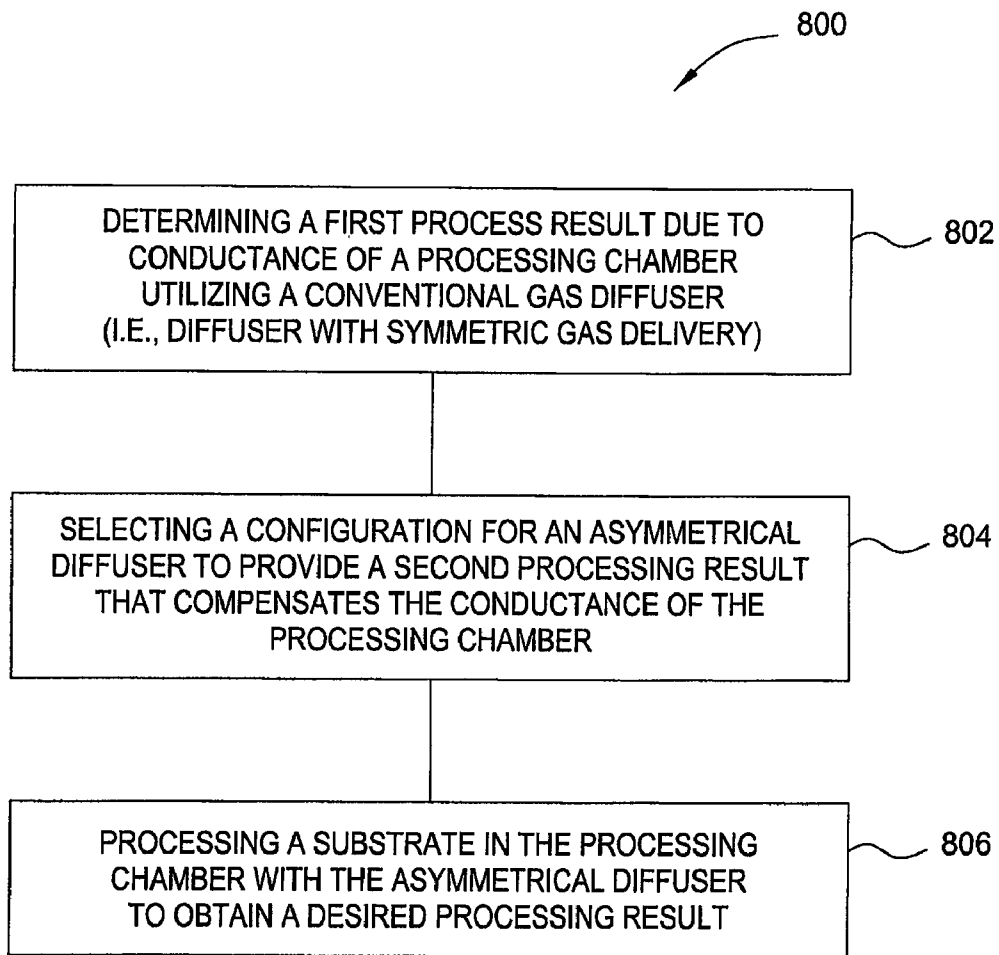 800
DETERMINING A FIRST PROCESS RESULT DUE TO
CONDUCTANCE OF A PROCESSING CHAMBER
UTILIZING A CONVENTIONAL GAS DIFFUSER
(I.E., DIFFUSER WITH SYMMETRIC GAS DELIVERY)
802
SELECTING A CONFIGURATION FOR AN ASYMMETRICAL
DIFFUSER TO PROVIDE A SECOND PROCESSING RESULT
THAT COMPENSATES THE CONDUCTANCE OF THE
PROCESSING CHAMBER
804
PROCESSING A SUBSTRATE IN THE PROCESSING
CHAMBER WITH THE ASYMMETRICAL DIFFUSER
TO OBTAIN A DESIRED PROCESSING RESULT
806